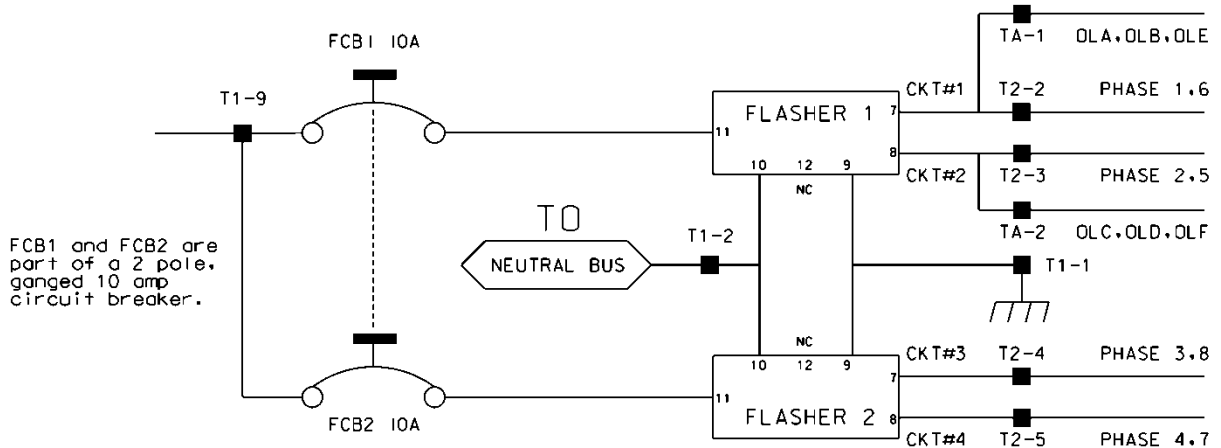 FCB1 10A
T1-9
TA-1 OLA,OLB,OLE
CKT#1 T2-2 PHASE 1,6
FLASHER 1
7
11
8
10 12 9
NC
CKT#2 T2-3 PHASE 2,5
TA-2 OLC,OLD,OLF
FCB1 and FCB2 are
part of a 2 pole,
ganged 10 amp
circuit breaker.
TO
NEUTRAL BUS
T1-2
T1-1
NC
10 12 9
CKT#3 T2-4 PHASE 3,8
7
11
FLASHER 2
8
FCB2 10A
CKT#4 T2-5 PHASE 4,7